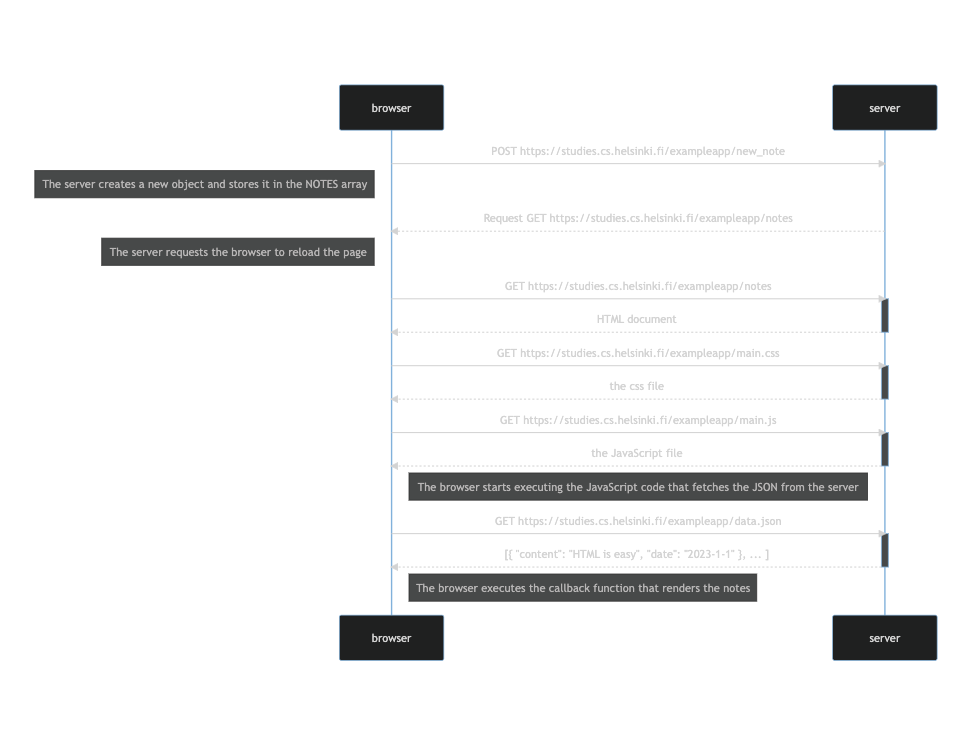 browser
server
POST https://studies.cs.helsinki.fi/exampleapp/new_note
The server creates a new object and stores it in the NOTES array
Request GET https://studies.cs.helsinki.fi/exampleapp/notes
The server requests the browser to reload the page
GET https://studies.cs.helsinki.fi/exampleapp/notes
HTML document
GET https://studies.cs.helsinki.fi/exampleapp/main.css
the css file
GET https://studies.cs.helsinki.fi/exampleapp/main.js
the JavaScript file
The browser starts executing the JavaScript code that fetches the JSON from the server
GET https://studies.cs.helsinki.fi/exampleapp/data.json
[{ "content": "HTML is easy", "date": "2023-1-1" }, ... ]
The browser executes the callback function that renders the notes
browser
server